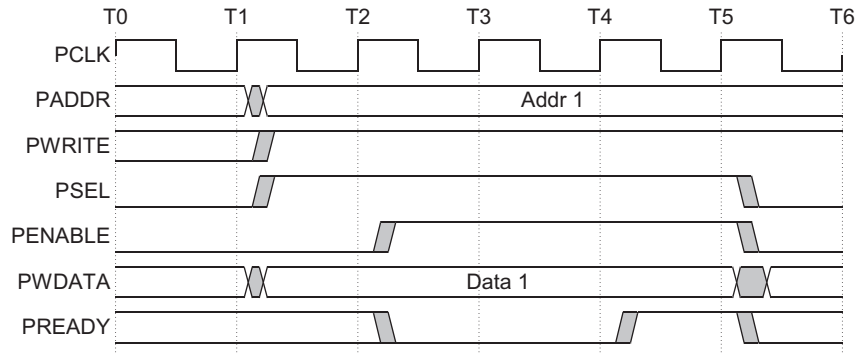 T0 T1 T2 T3 T4 T5 T6
PCLK
PADDR Addr 1
PWRITE
PSEL
PENABLE
PWDATA Data 1
PREADY